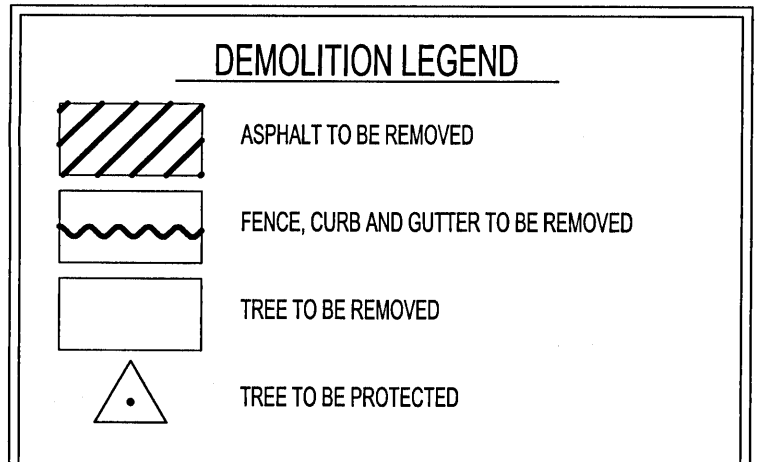 DEMOLITION LEGEND
ASPHALT TO BE REMOVED
FENCE, CURB AND GUTTER TO BE REMOVED
TREE TO BE REMOVED
TREE TO BE PROTECTED